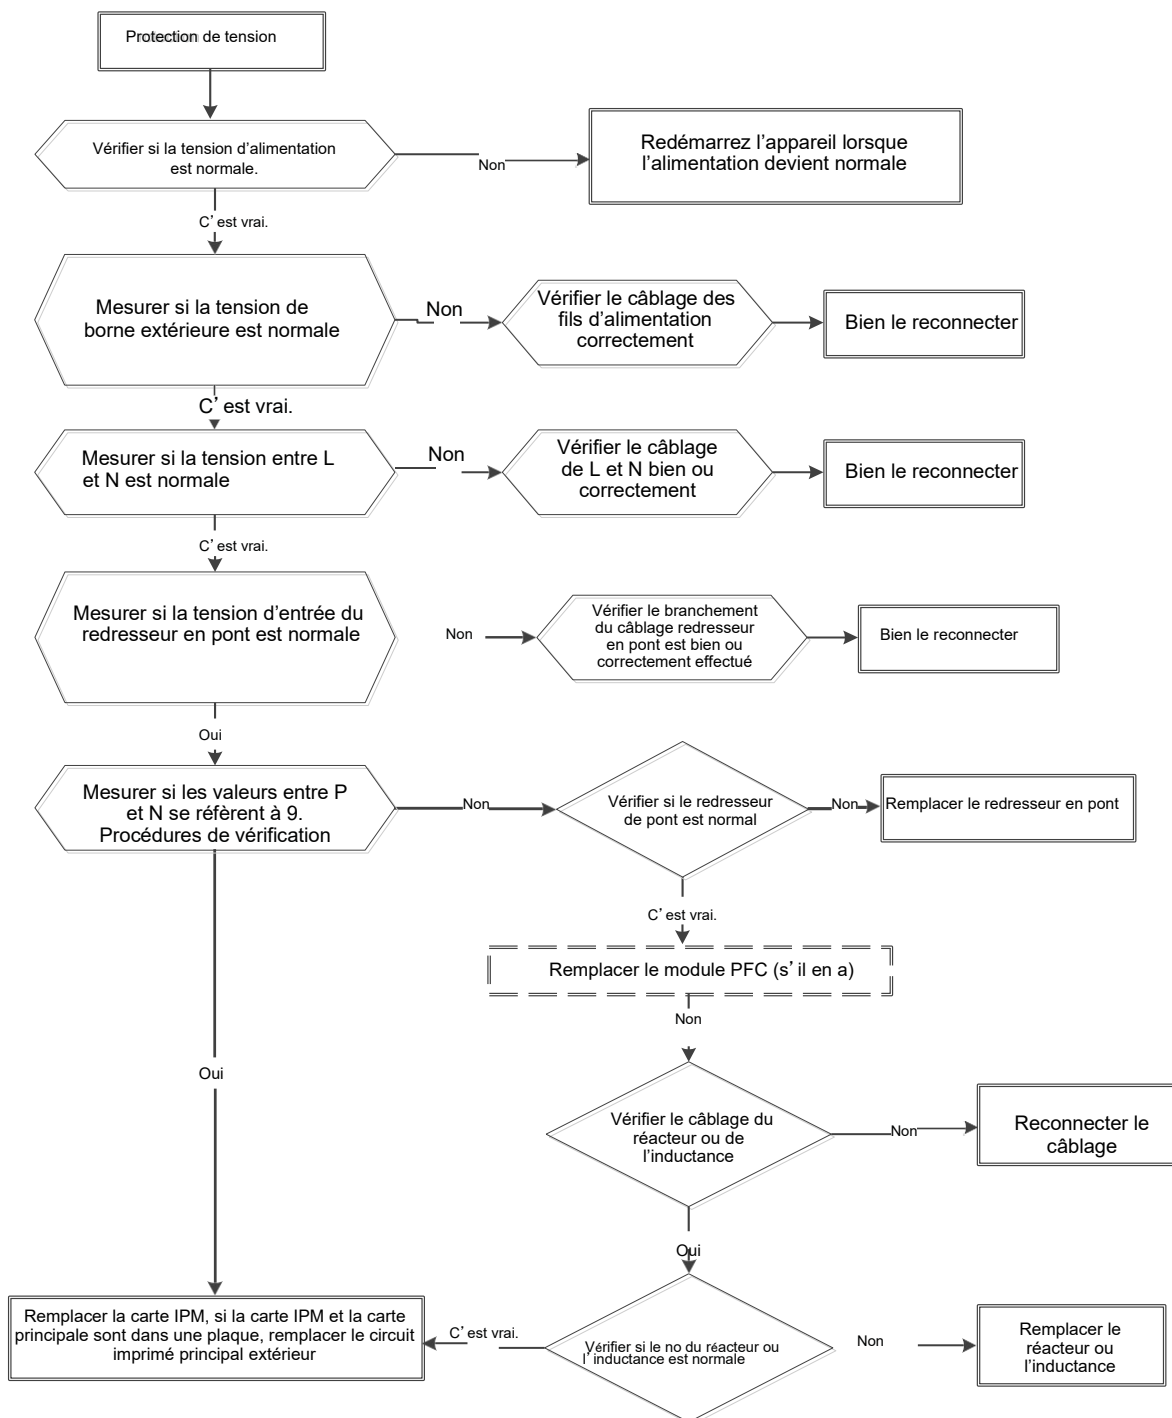 Protection de tension
Vérifier si la tension d’alimentation
est normale.
Non
Redémarrez l’appareil lorsque
l’alimentation devient normale
C’est vrai.
Mesurer si la tension de
borne extérieure est normale
Non
Vérifier le câblage des
fils d’alimentation
correctement
Bien le reconnecter
C’est vrai.
Mesurer si la tension entre L
et N est normale
Non
Vérifier le câblage
de L et N bien ou
correctement
Bien le reconnecter
C’est vrai.
Mesurer si la tension d’entrée du
redresseur en pont est normale
Non
Vérifier le branchement
du câblage redresseur
en pont est bien ou
correctement effectué
Bien le reconnecter
Oui
Mesurer si les valeurs entre P
et N se réfèrent à 9.
Procédures de vérification
Non
Vérifier si le redresseur
de pont est normal
Non
Remplacer le redresseur en pont
C’est vrai.
Remplacer le module PFC (s’il en a)
Non
Oui
Vérifier le câblage du
réacteur ou de
l’inductance
Non
Reconnecter le
câblage
Oui
Remplacer la carte IPM, si la carte IPM et la carte
principale sont dans une plaque, remplacer le circuit
imprimé principal extérieur
C’est vrai.
Vérifier si le no du réacteur ou
l’inductance est normale
Non
Remplacer le
réacteur ou
l’inductance